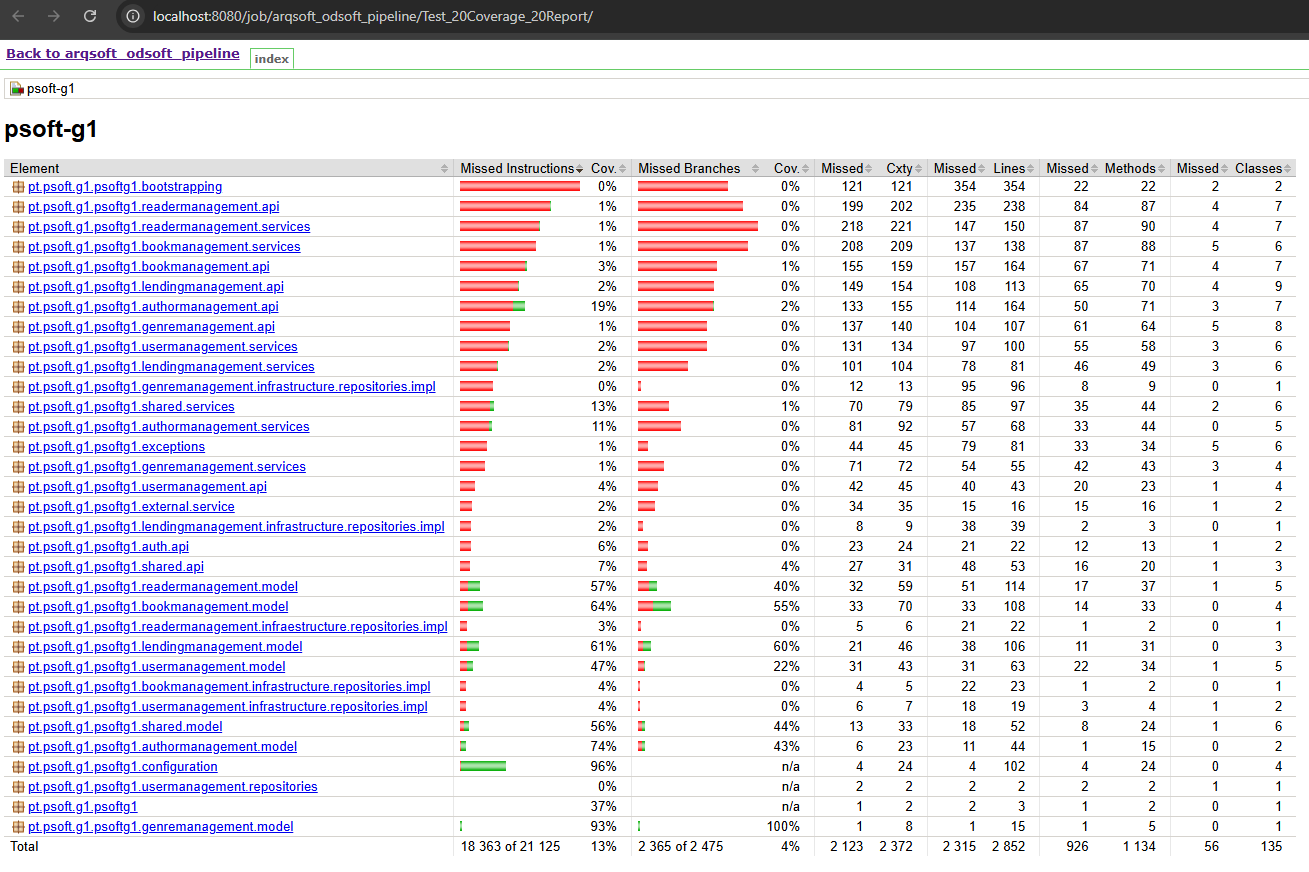 localhost:8080/job/arqsoft_odsoft_pipeline/Test_20Coverage_20Report/
Back to arqsoft_odsoft_pipeline index
psoft-g1
psoft-g1
Element Missed Instructions Cov. Missed Branches Cov. Missed Cxty Missed Lines Missed Methods Missed Classes
pt.psoft.g1.psoftg1.bootstrapping 0% 0% 121 121 354 354 22 22 2 2
pt.psoft.g1.psoftg1.readermanagement.api 1% 0% 199 202 235 238 84 87 4 7
pt.psoft.g1.psoftg1.readermanagement.services 1% 0% 218 221 147 150 87 90 4 7
pt.psoft.g1.psoftg1.bookmanagement.services 1% 0% 208 209 137 138 87 88 5 6
pt.psoft.g1.psoftg1.bookmanagement.api 3% 1% 155 159 157 164 67 71 4 7
pt.psoft.g1.psoftg1.lendingmanagement.api 2% 0% 149 154 108 113 65 70 4 9
pt.psoft.g1.psoftg1.authormanagement.api 19% 2% 133 155 114 164 50 71 3 7
pt.psoft.g1.psoftg1.genremanagement.api 1% 0% 137 140 104 107 61 64 5 8
pt.psoft.g1.psoftg1.usermanagement.services 2% 0% 131 134 97 100 55 58 3 6
pt.psoft.g1.psoftg1.lendingmanagement.services 2% 0% 101 104 78 81 46 49 3 6
pt.psoft.g1.psoftg1.genremanagement.infrastructure.repositories.impl 0% 0% 12 13 95 96 8 9 0 1
pt.psoft.g1.psoftg1.shared.services 13% 1% 70 79 85 97 35 44 2 6
pt.psoft.g1.psoftg1.authormanagement.services 11% 0% 81 92 57 68 33 44 0 5
pt.psoft.g1.psoftg1.exceptions 1% 0% 44 45 79 81 33 34 5 6
pt.psoft.g1.psoftg1.genremanagement.services 1% 0% 71 72 54 55 42 43 3 4
pt.psoft.g1.psoftg1.usermanagement.api 4% 0% 42 45 40 43 20 23 1 4
pt.psoft.g1.psoftg1.external.service 2% 0% 34 35 15 16 15 16 1 2
pt.psoft.g1.psoftg1.lendingmanagement.infrastructure.repositories.impl 2% 0% 8 9 38 39 2 3 0 1
pt.psoft.g1.psoftg1.auth.api 6% 0% 23 24 21 22 12 13 1 2
pt.psoft.g1.psoftg1.shared.api 7% 4% 27 31 48 53 16 20 1 3
pt.psoft.g1.psoftg1.readermanagement.model 57% 40% 32 59 51 114 17 37 1 5
pt.psoft.g1.psoftg1.bookmanagement.model 64% 55% 33 70 33 108 14 33 0 4
pt.psoft.g1.psoftg1.readermanagement.infraestructure.repositories.impl 3% 0% 5 6 21 22 1 2 0 1
pt.psoft.g1.psoftg1.lendingmanagement.model 61% 60% 21 46 38 106 11 31 0 3
pt.psoft.g1.psoftg1.usermanagement.model 47% 22% 31 43 31 63 22 34 1 5
pt.psoft.g1.psoftg1.bookmanagement.infrastructure.repositories.impl 4% 0% 4 5 22 23 1 2 0 1
pt.psoft.g1.psoftg1.usermanagement.infrastructure.repositories.impl 4% 0% 6 7 18 19 3 4 1 2
pt.psoft.g1.psoftg1.shared.model 56% 44% 13 33 18 52 8 24 1 6
pt.psoft.g1.psoftg1.authormanagement.model 74% 43% 6 23 11 44 1 15 0 2
pt.psoft.g1.psoftg1.configuration 96% n/a 4 24 4 102 4 24 0 4
pt.psoft.g1.psoftg1.usermanagement.repositories 0% n/a 2 2 2 2 2 2 1 1
pt.psoft.g1.psoftg1 37% n/a 1 2 2 3 1 2 0 1
pt.psoft.g1.psoftg1.genremanagement.model 93% 100% 1 8 1 15 1 5 0 1
Total 18 363 of 21 125 13% 2 365 of 2 475 4% 2 123 2 372 2 315 2 852 926 1 134 56 135